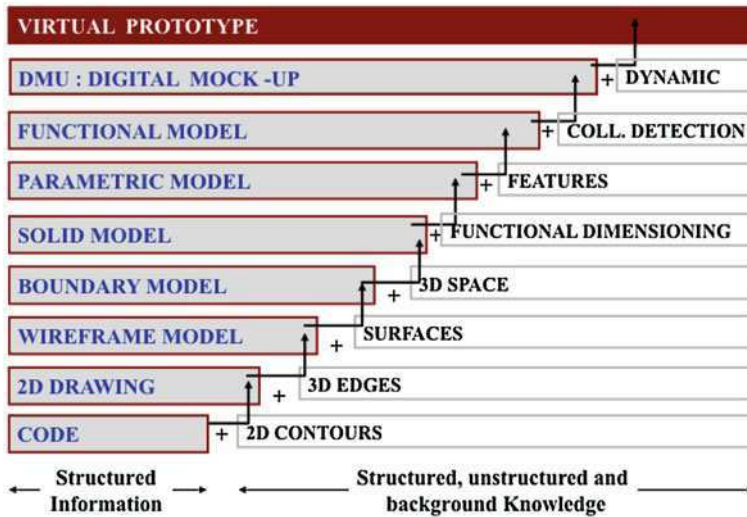 VIRTUAL PROTOTYPE
DMU : DIGITAL MOCK -UP + DYNAMIC
FUNCTIONAL MODEL + COLL. DETECTION
PARAMETRIC MODEL + FEATURES
SOLID MODEL + FUNCTIONAL DIMENSIONING
BOUNDARY MODEL + 3D SPACE
WIREFRAME MODEL + SURFACES
2D DRAWING + 3D EDGES
CODE + 2D CONTOURS
Structured
Information
Structured, unstructured and
background Knowledge